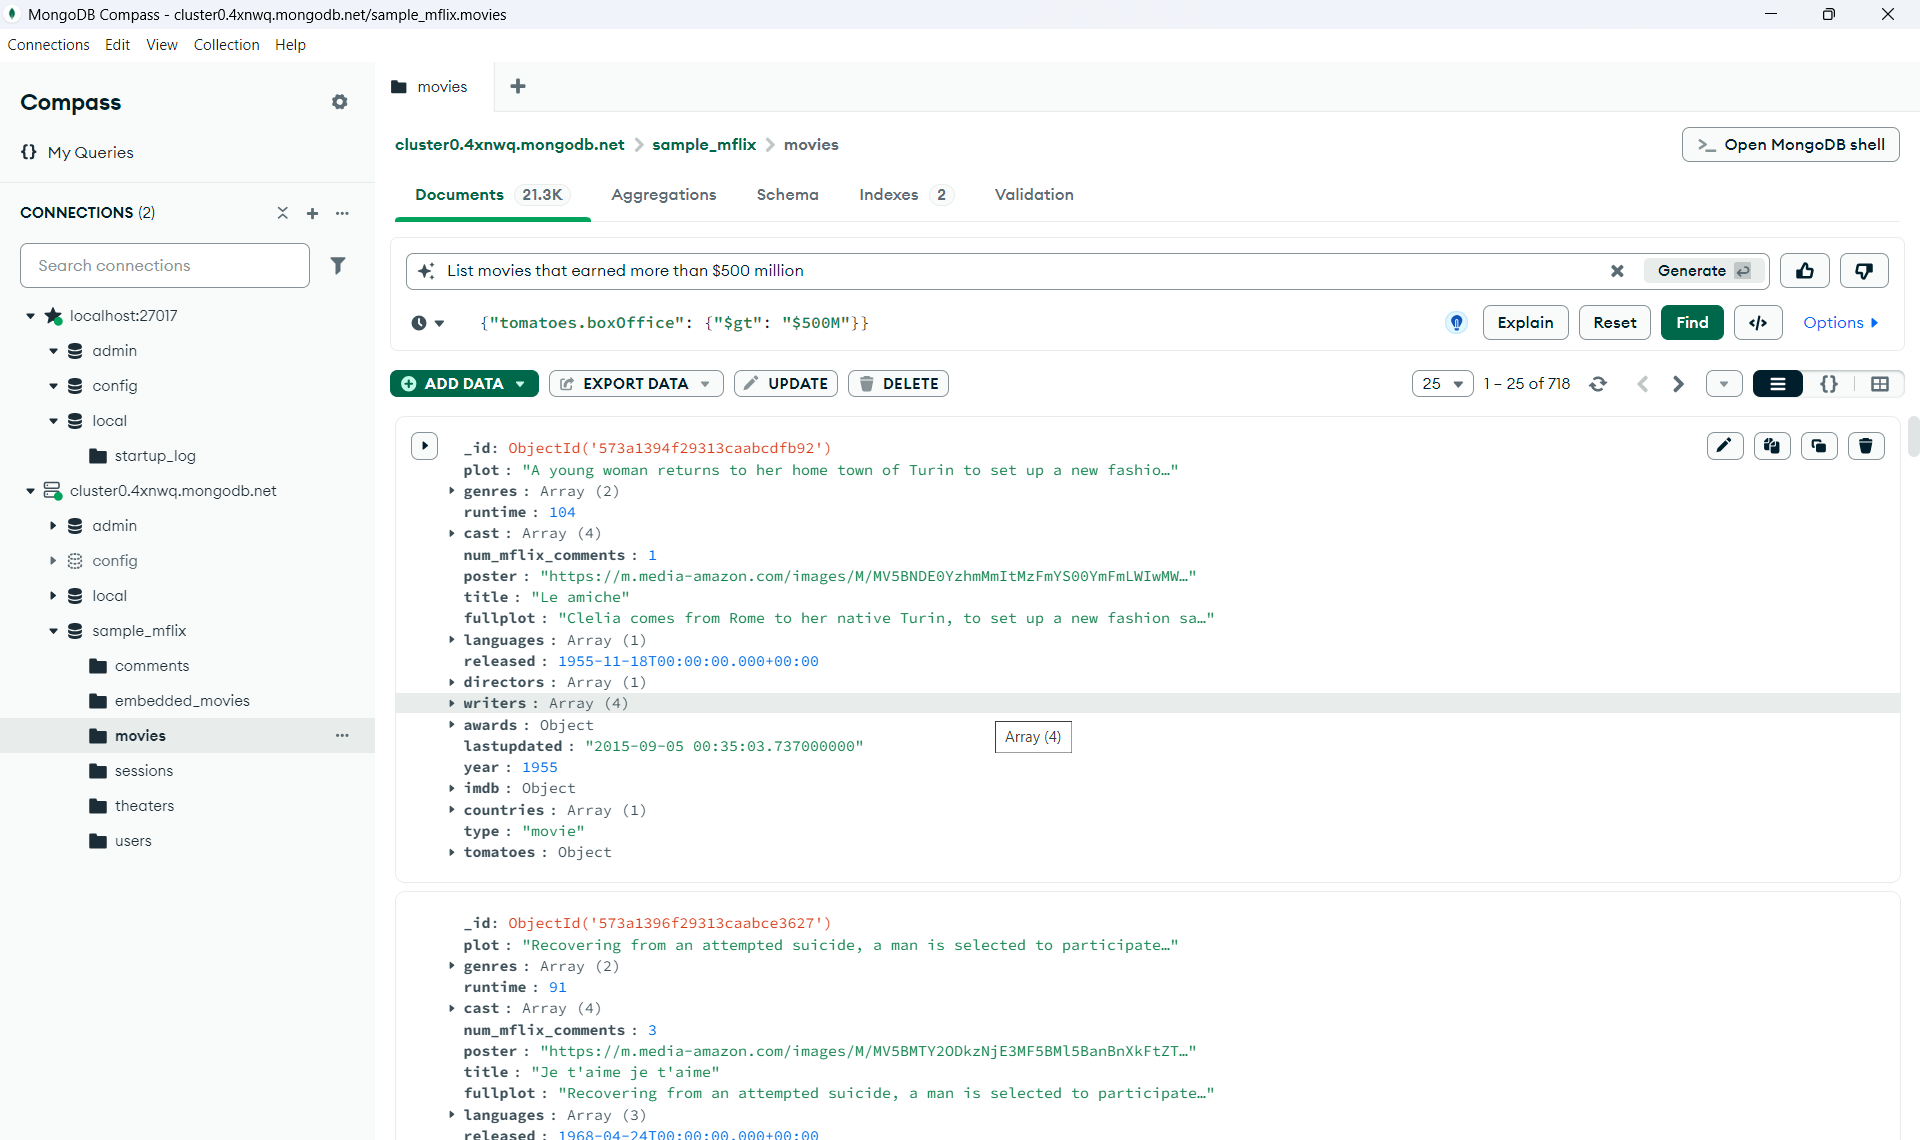 MongoDB Compass - cluster0.4xnwq.mongodb.net/sample_mflix.movies
Connections Edit View Collection Help
Compass
My Queries
CONNECTIONS (2)
Search connections
localhost:27017
admin
config
local
startup_log
cluster0.4xnwq.mongodb.net
admin
config
local
sample_mflix
comments
embedded_movies
movies
sessions
theaters
users
movies
cluster0.4xnwq.mongodb.net > sample_mflix > movies
>_ Open MongoDB shell
Documents 21.3K Aggregations Schema Indexes 2 Validation
List movies that earned more than $500 million
Generate
{"tomatoes.boxOffice": {"$gt": "$500M"}}
Explain Reset Find </> Options
ADD DATA EXPORT DATA UPDATE DELETE
25 1 – 25 of 718 {}
_id: ObjectId('573a1394f29313caabcdfb92')
plot : "A young woman returns to her home town of Turin to set up a new fashio…"
genres : Array (2)
runtime : 104
cast : Array (4)
num_mflix_comments : 1
poster : "https://m.media-amazon.com/images/M/MV5BNDE0YzhmMmItMzFmYS00YmFmLWIwMW…"
title : "Le amiche"
fullplot : "Clelia comes from Rome to her native Turin, to set up a new fashion sa…"
languages : Array (1)
released : 1955-11-18T00:00:00.000+00:00
directors : Array (1)
writers : Array (4)
awards : Object
Array (4)
lastupdated : "2015-09-05 00:35:03.737000000"
year : 1955
imdb : Object
countries : Array (1)
type : "movie"
tomatoes : Object
_id: ObjectId('573a1396f29313caabce3627')
plot : "Recovering from an attempted suicide, a man is selected to participate…"
genres : Array (2)
runtime : 91
cast : Array (4)
num_mflix_comments : 3
poster : "https://m.media-amazon.com/images/M/MV5BMTY2ODkzNjE3MF5BMl5BanBnXkFtZT…"
title : "Je t'aime je t'aime"
fullplot : "Recovering from an attempted suicide, a man is selected to participate…"
languages : Array (3)
released : 1968-04-24T00:00:00.000+00:00